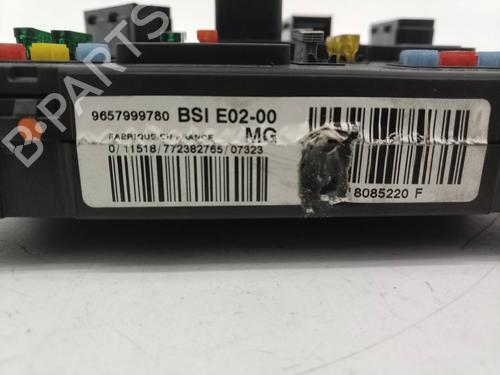 9657999780 BSI E02-00
FABRIQUE EN FRANCE MG
0/11518/772382765/07323
8085220 F
B-PARTS